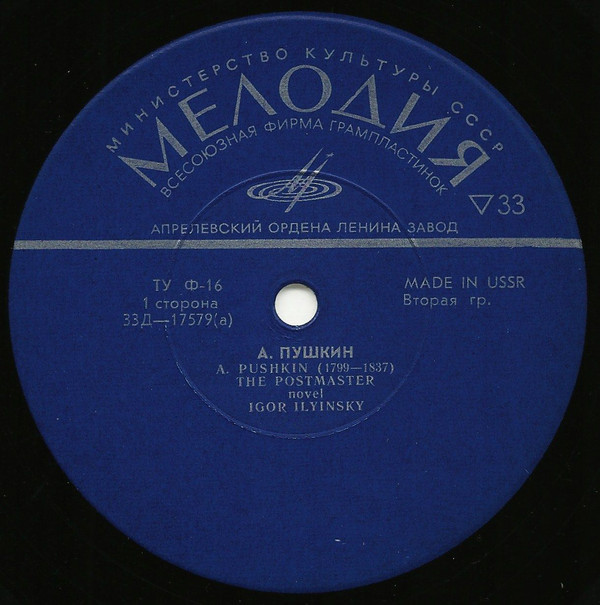 МИНИСТЕРСТВО КУЛЬТУРЫ СССР
МЕЛОДИЯ
ВСЕСОЮЗНАЯ ФИРМА ГРАМПЛАСТИНОК
33
АПРЕЛЕВСКИЙ ОРДЕНА ЛЕНИНА ЗАВОД
ТУ Ф-16
1 сторона
33Д—17579(а)
MADE IN USSR
Вторая гр.
А. ПУШКИН
A. PUSHKIN (1799—1837)
THE POSTMASTER
novel
IGOR ILYINSKY